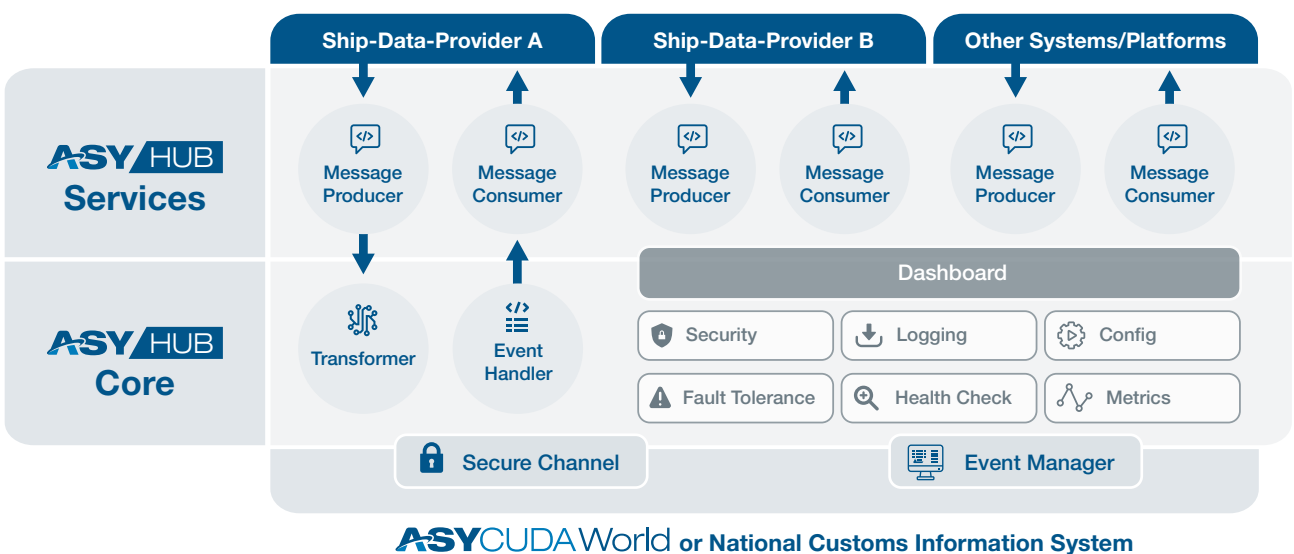 Ship-Data-Provider A
Ship-Data-Provider B
Other Systems/Platforms
ASY HUB
Services
</>
Message
Producer
</>
Message
Consumer
</>
Message
Producer
</>
Message
Consumer
</>
Message
Producer
</>
Message
Consumer
ASY HUB
Core
Transformer
</>
Event
Handler
Dashboard
Security
Logging
Config
Fault Tolerance
Health Check
Metrics
Secure Channel
Event Manager
ASYCUDAWorld or National Customs Information System